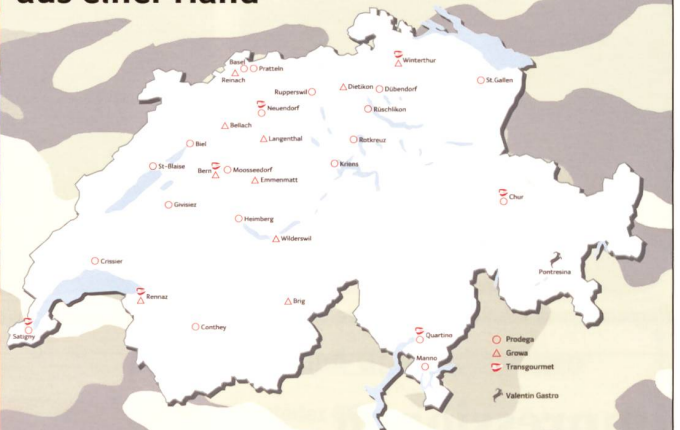 aus einer Hand
Winterthur
Basel
Pratteln
Reinach
St.Gallen
Rupperswil
Dietikon
Dübendorf
Neuendorf
Rüschlikon
Bellach
Langenthal
Rotkreuz
Biel
St-Blaise
Bern
Moosseedorf
Kriens
Emmenmatt
Chur
Givisiez
Heimberg
Wilderswil
Crissier
Pontresina
Rennaz
Brig
Satigny
Conthey
Quartino
Manno
Prodega
Growa
Transgourmet
Valentin Gastro